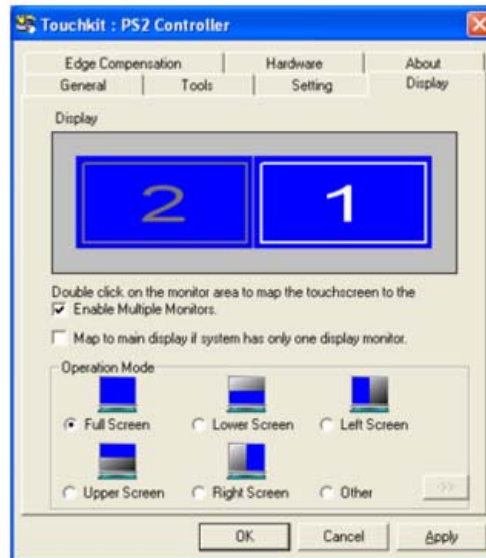 Touchkit : PS2 Controller
Edge Compensation Hardware About
General Tools Setting Display
Display
2 1
Double click on the monitor area to map the touchscreen to the
Enable Multiple Monitors.
Map to main display if system has only one display monitor.
Operation Mode
Full Screen Lower Screen Left Screen
Upper Screen Right Screen Other >>
OK Cancel Apply